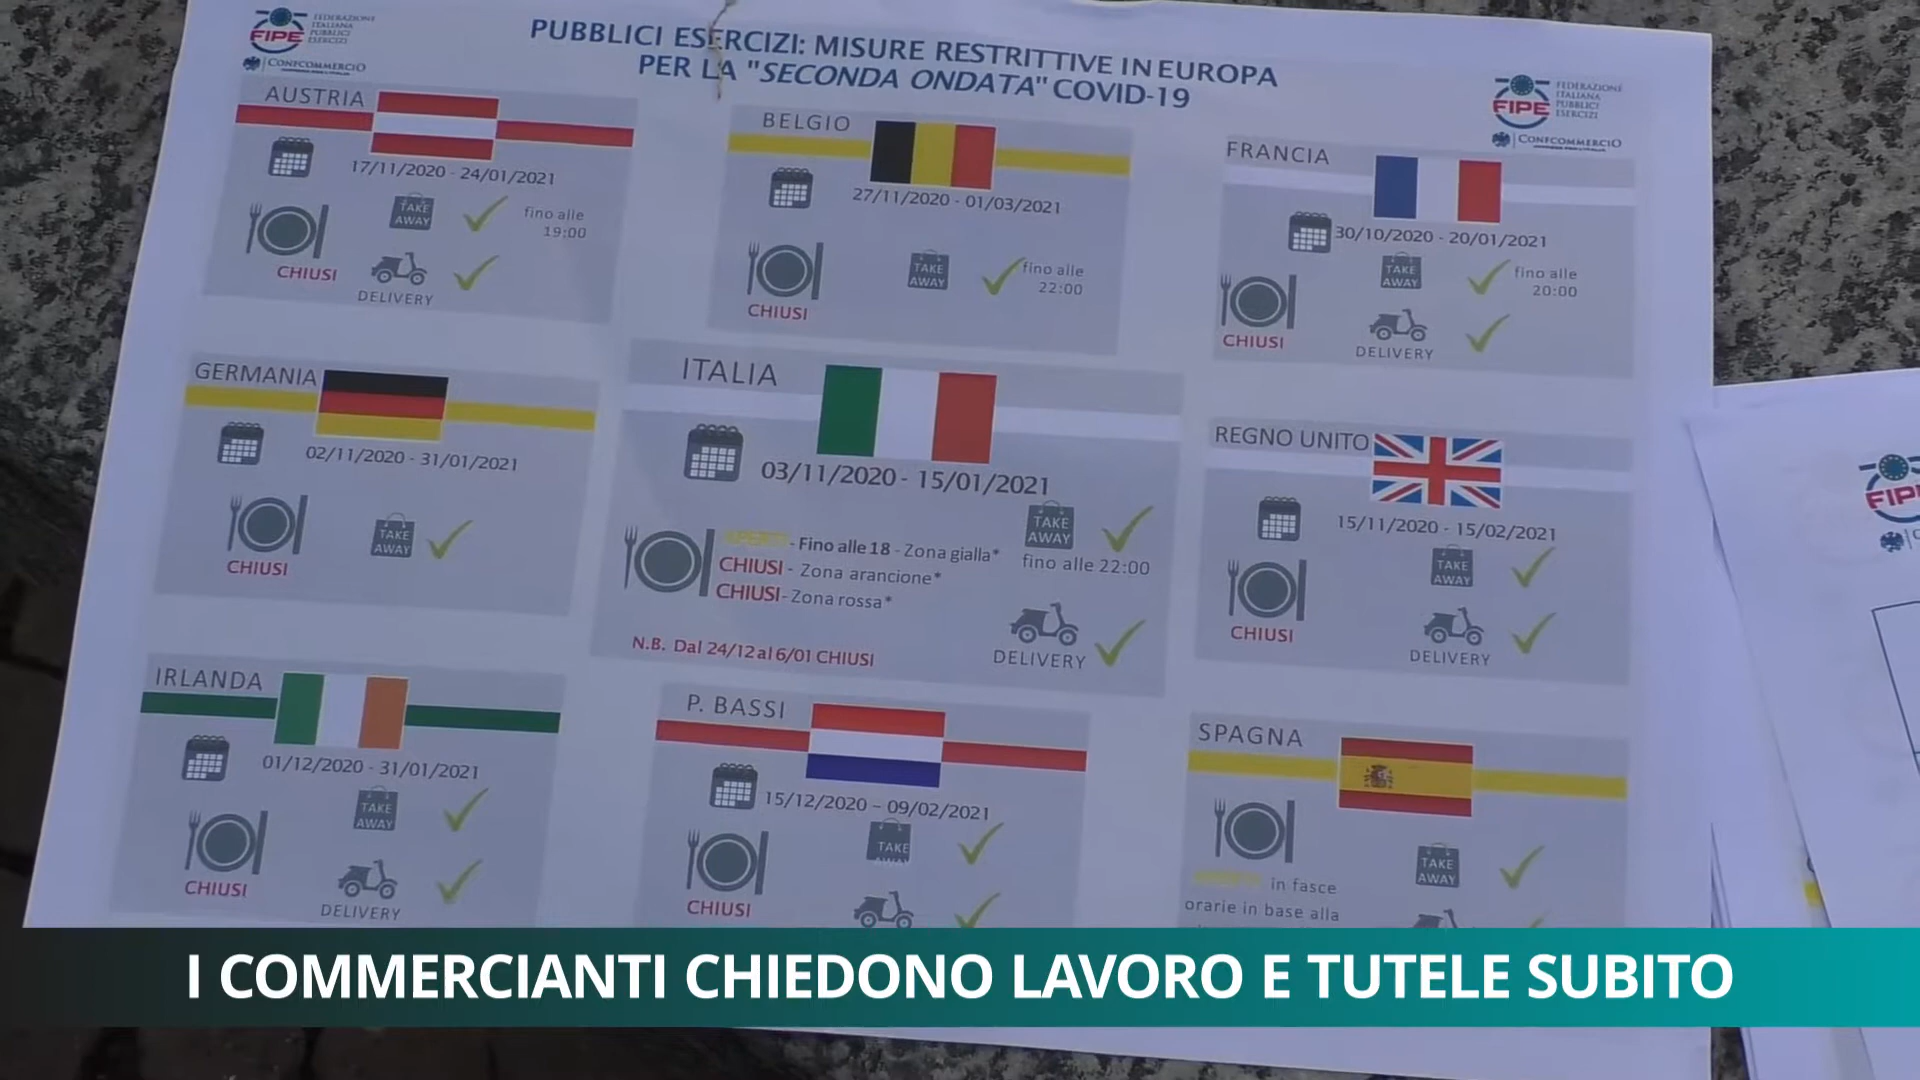 FIPE
FEDERAZIONE
ITALIANA
PUBBLICI
ESERCIZI
CONFCOMMERCIO
PUBBLICI ESERCIZI: MISURE RESTRITTIVE IN EUROPA
PER LA "SECONDA ONDATA" COVID-19
FIPE
FEDERAZIONE
ITALIANA
PUBBLICI
ESERCIZI
CONFCOMMERCIO
AUSTRIA
17/11/2020 - 24/01/2021
TAKE
AWAY
fino alle
19:00
CHIUSI
DELIVERY
BELGIO
27/11/2020 - 01/03/2021
TAKE
AWAY
fino alle
22:00
CHIUSI
FRANCIA
30/10/2020 - 20/01/2021
TAKE
AWAY
fino alle
20:00
CHIUSI
DELIVERY
GERMANIA
02/11/2020 - 31/01/2021
TAKE
AWAY
CHIUSI
ITALIA
03/11/2020 - 15/01/2021
APERTI - Fino alle 18 - Zona gialla*
CHIUSI - Zona arancione*
CHIUSI - Zona rossa*
TAKE
AWAY
fino alle 22:00
DELIVERY
N.B. Dal 24/12 al 6/01 CHIUSI
REGNO UNITO
15/11/2020 - 15/02/2021
TAKE
AWAY
CHIUSI
DELIVERY
IRLANDA
01/12/2020 - 31/01/2021
TAKE
AWAY
CHIUSI
DELIVERY
P. BASSI
15/12/2020 – 09/02/2021
TAKE
AWAY
CHIUSI
SPAGNA
TAKE
AWAY
APERTI in fasce
orarie in base alla
FIPE
I COMMERCIANTI CHIEDONO LAVORO E TUTELE SUBITO